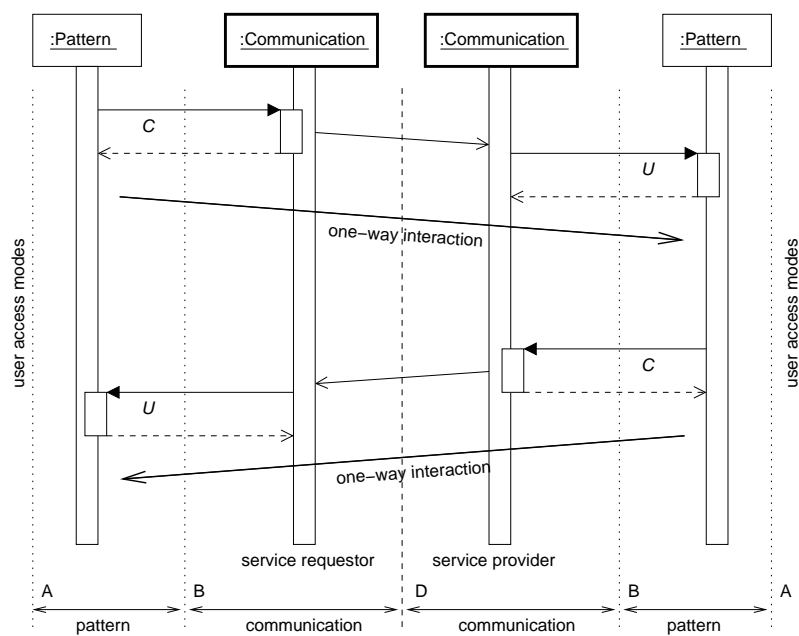 :Pattern
:Communication
:Communication
:Pattern
C
U
one−way interaction
user access modes
user access modes
C
U
one−way interaction
service requestor
service provider
A
B
D
B
A
pattern
communication
communication
pattern